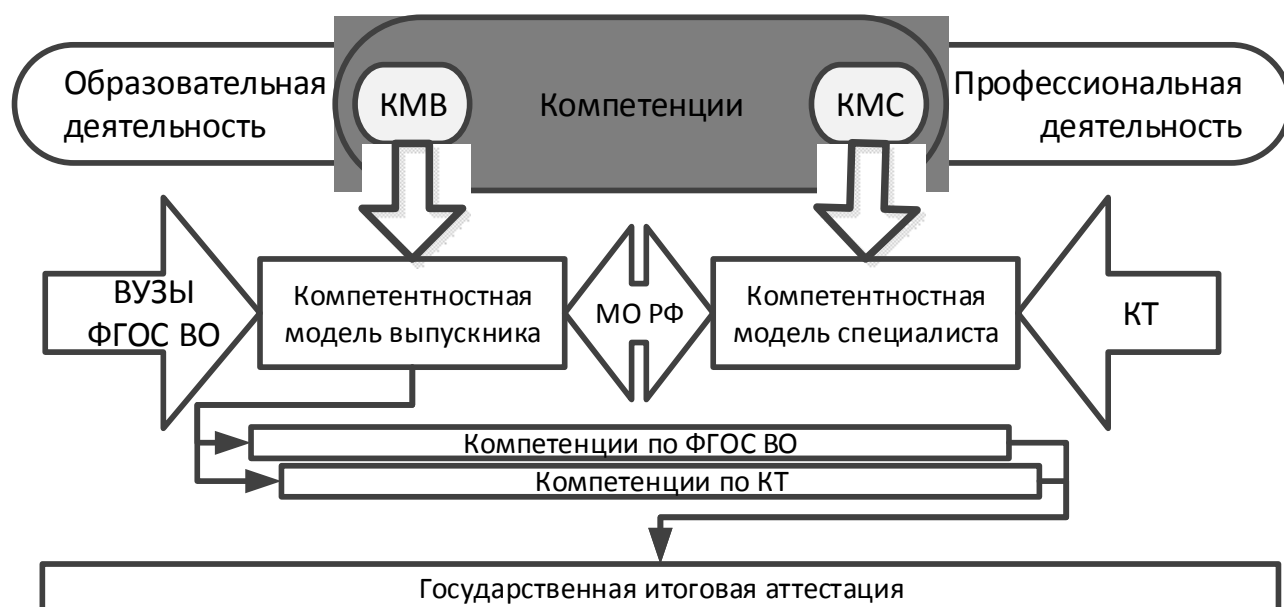 Образовательная
деятельность
КМВ
Компетенции
КМС
Профессиональная
деятельность
ВУЗЫ
ФГОС ВО
Компетентностная
модель выпускника
МО РФ
Компетентностная
модель специалиста
КТ
Компетенции по ФГОС ВО
Компетенции по КТ
Государственная итоговая аттестация